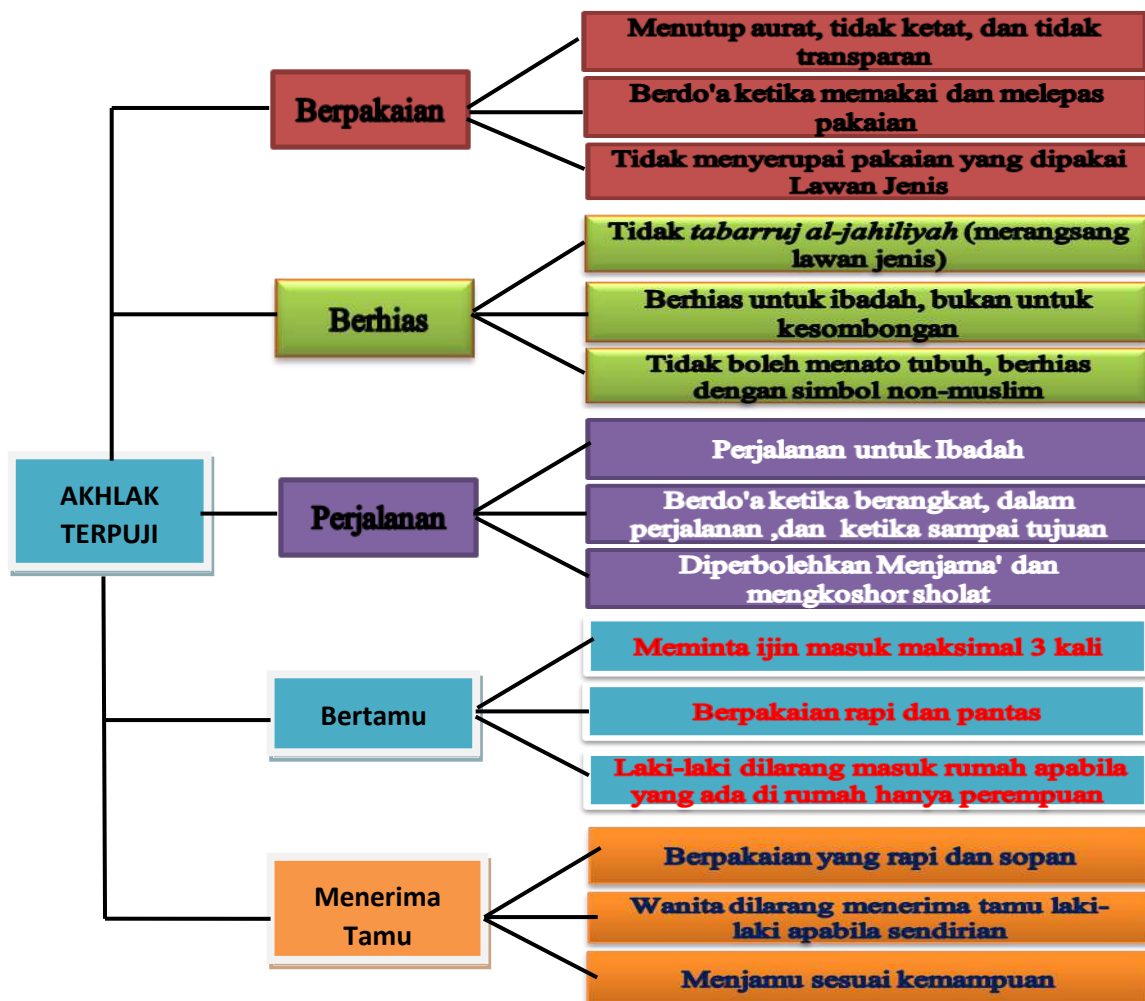 AKHLAK
TERPUJI
Berpakaian
Menutup aurat, tidak ketat, dan tidak
transparan
Berdo'a ketika memakai dan melepas
pakaian
Tidak menyerupai pakaian yang dipakai
Lawan Jenis
Berhias
Tidak tabarruj al-jahiliyah (merangsang
lawan jenis)
Berhias untuk ibadah, bukan untuk
kesombongan
Tidak boleh menato tubuh, berhias
dengan simbol non-muslim
Perjalanan
Perjalanan untuk Ibadah
Berdo'a ketika berangkat, dalam
perjalanan ,dan ketika sampai tujuan
Diperbolehkan Menjama' dan
mengkoshor sholat
Bertamu
Meminta ijin masuk maksimal 3 kali
Berpakaian rapi dan pantas
Laki-laki dilarang masuk rumah apabila
yang ada di rumah hanya perempuan
Menerima
Tamu
Berpakaian yang rapi dan sopan
Wanita dilarang menerima tamu laki-
laki apabila sendirian
Menjamu sesuai kemampuan